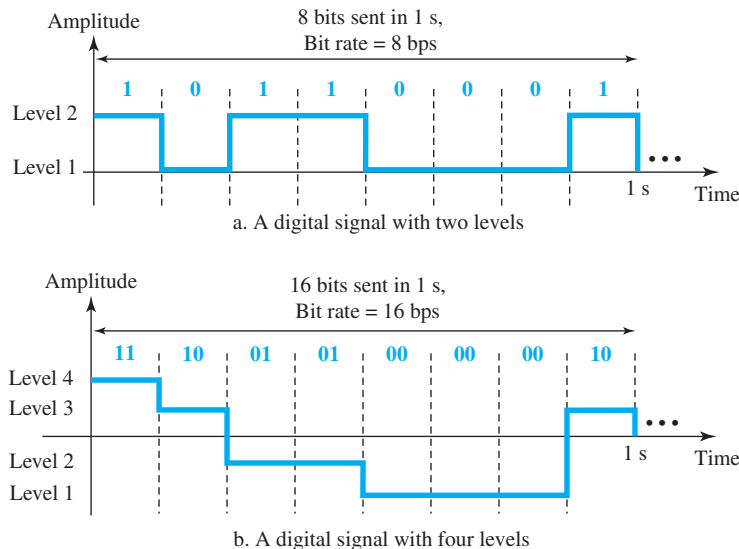 Amplitude
8 bits sent in 1 s,
Bit rate = 8 bps
1 0 1 1 0 0 0 1
Level 2
Level 1
•••
1 s
Time
a. A digital signal with two levels
Amplitude
16 bits sent in 1 s,
Bit rate = 16 bps
11 10 01 01 00 00 00 10
Level 4
Level 3
•••
Level 2
1 s
Time
Level 1
b. A digital signal with four levels